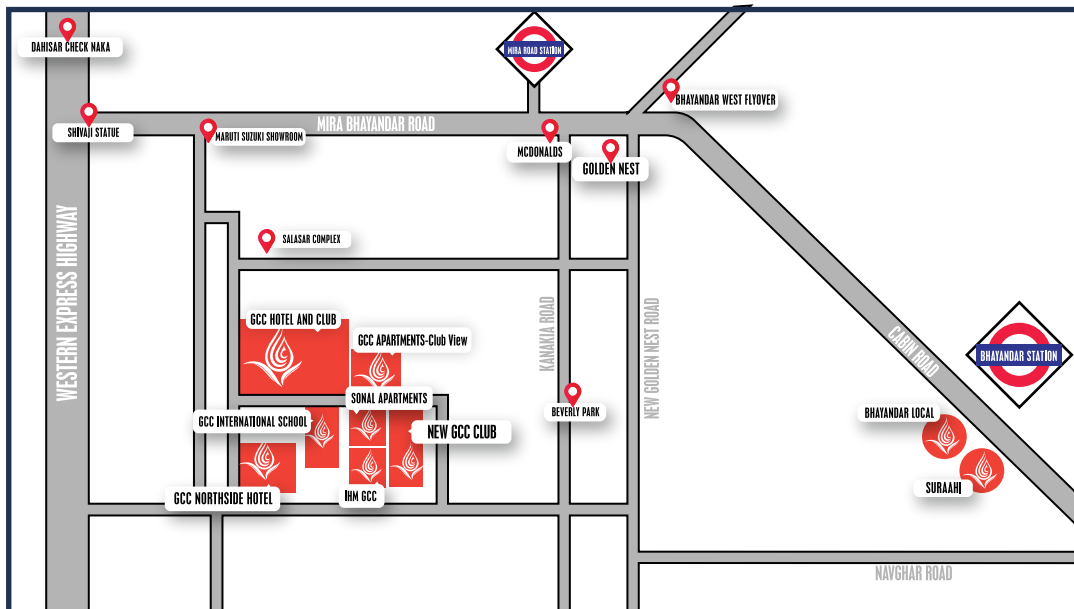 DAHISAR CHECK NAKA
MIRA ROAD STATION
BHAYANDAR WEST FLYOVER
SHIVAJI STATUE
MIRA BHAYANDAR ROAD
MARUTI SUZUKI SHOWROOM
MCDONALDS
GOLDEN NEST
WESTERN EXPRESS HIGHWAY
SALASAR COMPLEX
GCC HOTEL AND CLUB
GCC APARTMENTS-Club View
KANAKIA ROAD
NEW GOLDEN NEST ROAD
CABIN ROAD
BHAYANDAR STATION
SONAL APARTMENTS
GCC INTERNATIONAL SCHOOL
NEW GCC CLUB
BEVERLY PARK
BHAYANDAR LOCAL
GCC NORTHSIDE HOTEL
IHM GCC
SURAAHI
NAVGHAR ROAD